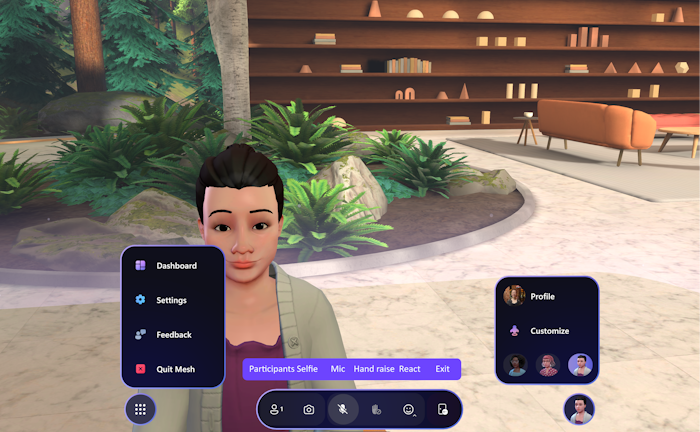 Dashboard
Settings
Feedback
Quit Mesh
Participants Selfie Mic Hand raise React Exit
1
Profile
Customize